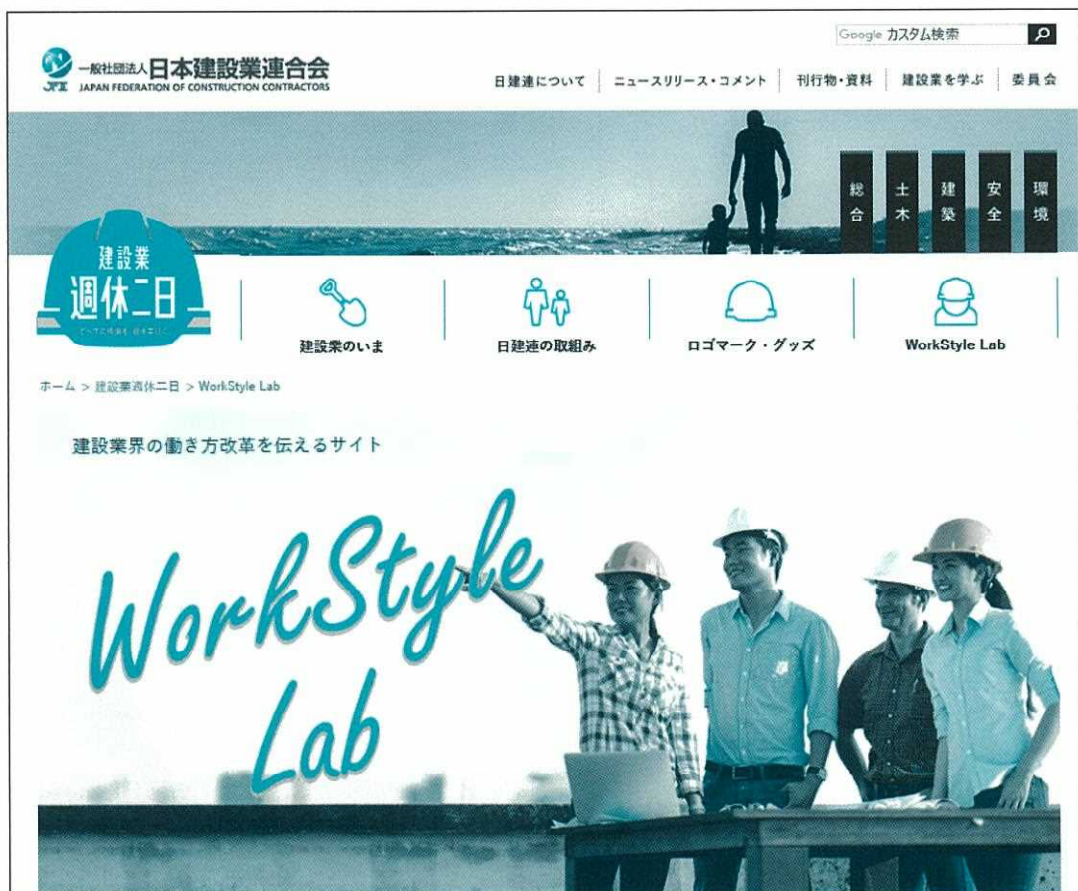 Google カスタム検索
一般社団法人日本建設業連合会
JAPAN FEDERATION OF CONSTRUCTION CONTRACTORS
日建連について
ニュースリリース・コメント
刊行物・資料
建設業を学ぶ
委員会
総合
土木
建築
安全
環境
建設業
週休二日
建設業のいま
日建連の取組み
ロゴマーク・グッズ
WorkStyle Lab
ホーム > 建設業週休二日 > WorkStyle Lab
建設業界の働き方改革を伝えるサイト
WorkStyle
Lab